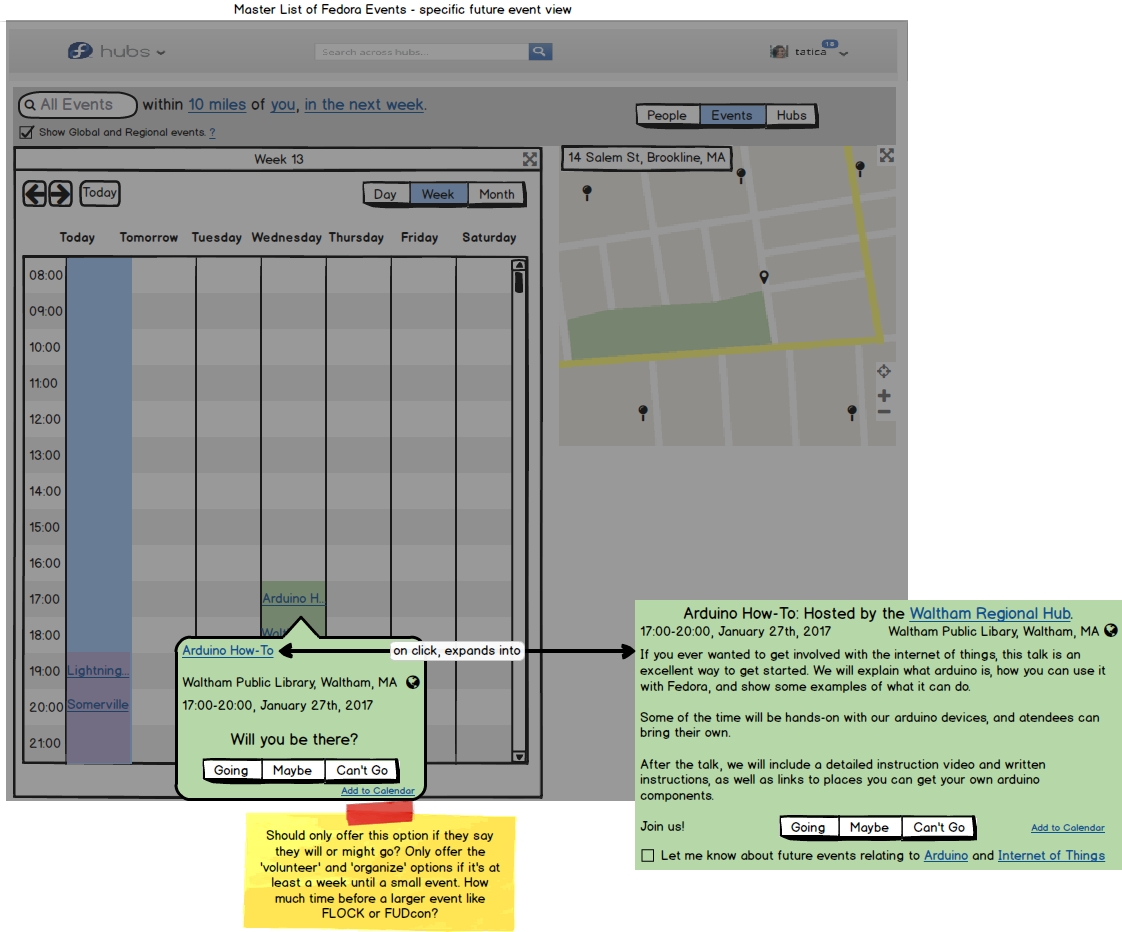 Master List of Fedora Events - specific future event view
hubs
Search across hubs...
tatica
18
All Events within 10 miles of you, in the next week.
Show Global and Regional events. ?
People Events Hubs
Week 13
14 Salem St, Brookline, MA
Today
Day Week Month
Today Tomorrow Tuesday Wednesday Thursday Friday Saturday
08:00
09:00
10:00
11:00
12:00
13:00
14:00
15:00
16:00
17:00
18:00
19:00
20:00
21:00
Arduino H..
Walt
Lightning...
Somerville
Arduino How-To
Waltham Public Library, Waltham, MA
17:00-20:00, January 27th, 2017
Will you be there?
Going Maybe Can't Go
Add to Calendar
on click, expands into
Arduino How-To: Hosted by the Waltham Regional Hub.
17:00-20:00, January 27th, 2017 Waltham Public Libary, Waltham, MA
If you ever wanted to get involved with the internet of things, this talk is an
excellent way to get started. We will explain what arduino is, how you can use it
with Fedora, and show some examples of what it can do.
Some of the time will be hands-on with our arduino devices, and atendees can
bring their own.
After the talk, we will include a detailed instruction video and written
instructions, as well as links to places you can get your own arduino
components.
Join us! Going Maybe Can't Go Add to Calendar
Let me know about future events relating to Arduino and Internet of Things
Should only offer this option if they say
they will or might go? Only offer the
'volunteer' and 'organize' options if it's at
least a week until a small event. How
much time before a larger event like
FLOCK or FUDcon?